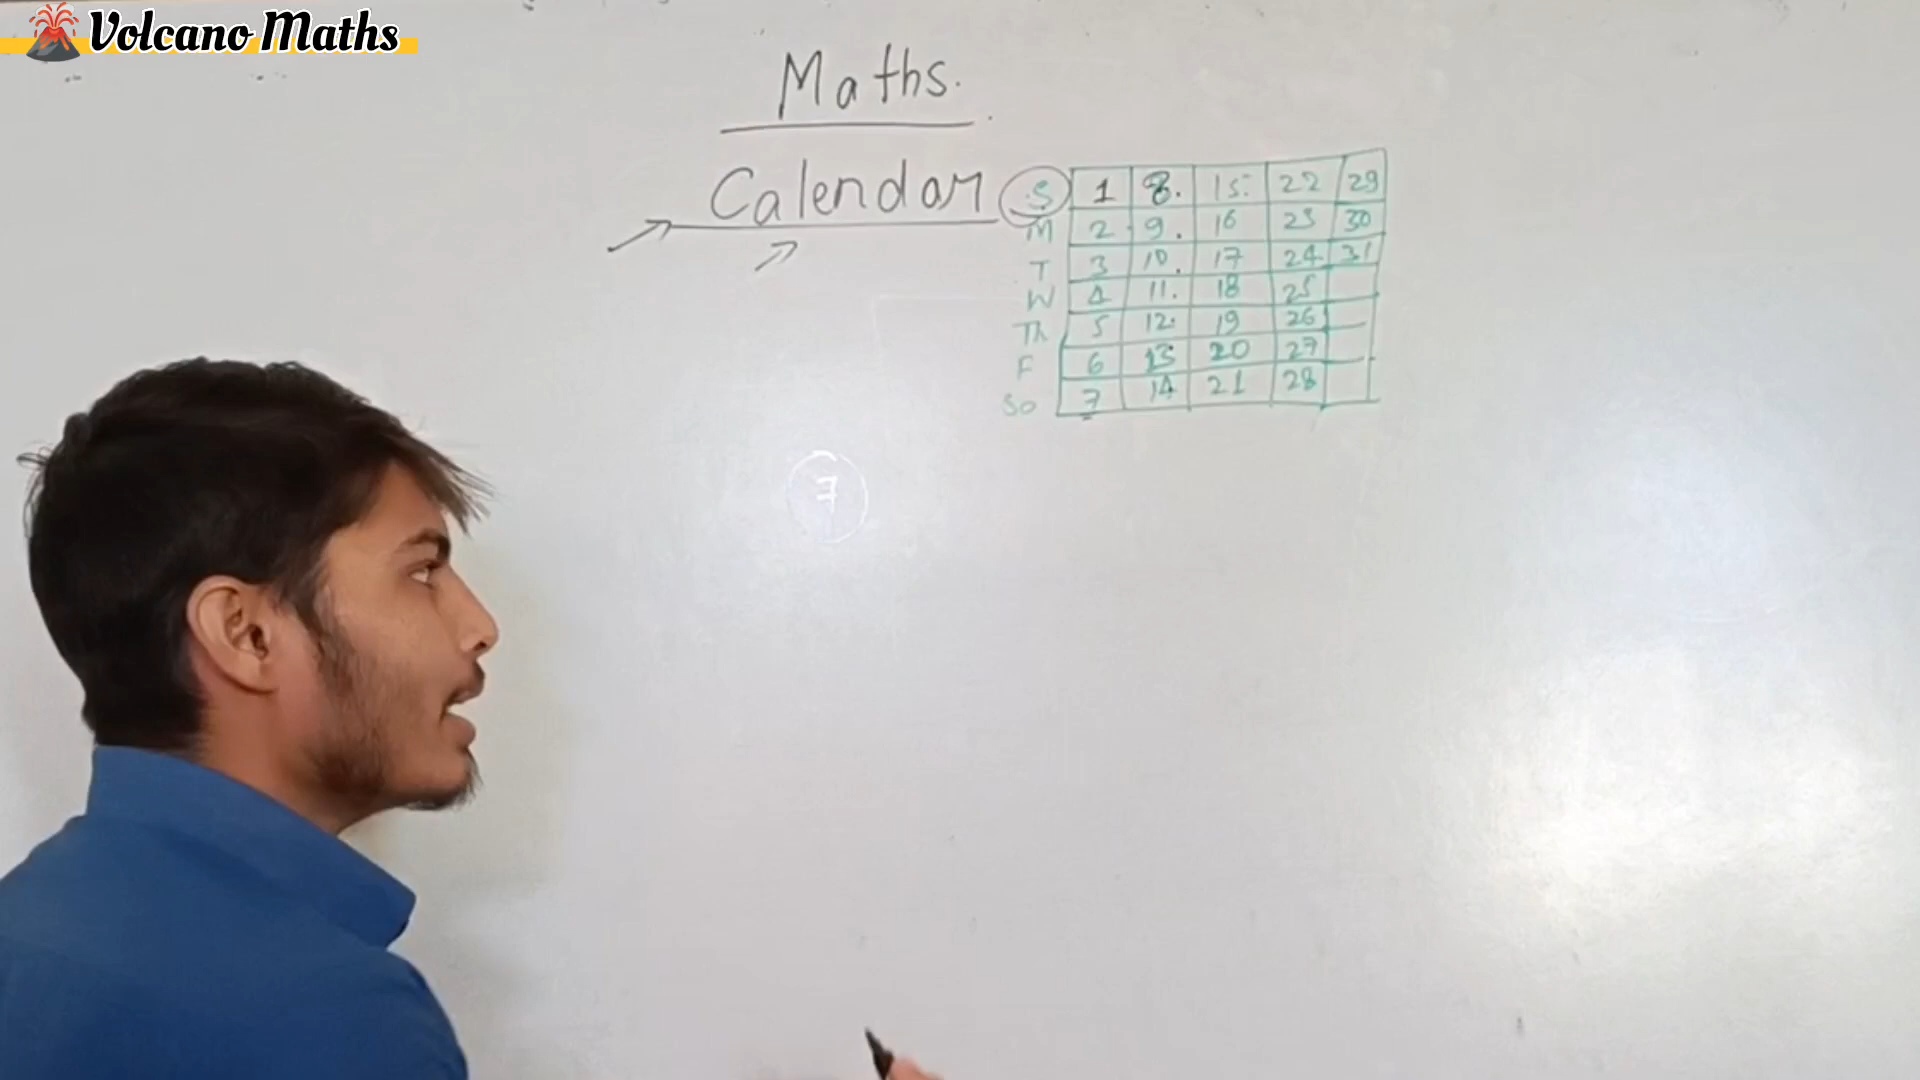 Volcano Maths
Maths.
Calendar
S 1 8. 15. 22 29
M 2 9. 16 23 30
T 3 10. 17 24 31
W 4 11. 18 25
Th 5 12. 19 26
F 6 13 20 27
Sa 7 14 21 28
7